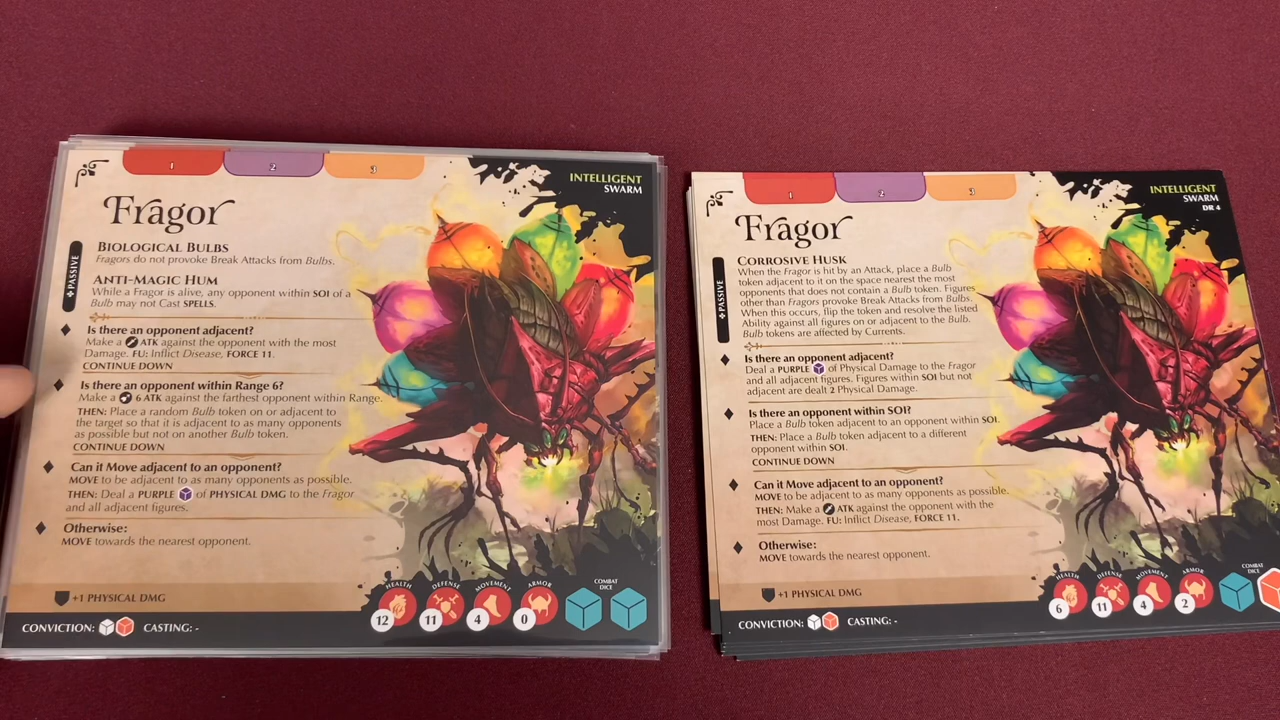 1 2 3
INTELLIGENT
SWARM
Fragor
BIOLOGICAL BULBS
Fragors do not provoke Break Attacks from Bulbs.
ANTI-MAGIC HUM
While a Fragor is alive, any opponent within SOI of a
Bulb may not Cast SPELLS.
PASSIVE
Is there an opponent adjacent?
Make a ATK against the opponent with the most
Damage. FU: Inflict Disease, FORCE 11.
CONTINUE DOWN
Is there an opponent within Range 6?
Make a 6 ATK against the farthest opponent within Range.
THEN: Place a random Bulb token on or adjacent to
the target so that it is adjacent to as many opponents
as possible but not on another Bulb token.
CONTINUE DOWN
Can it Move adjacent to an opponent?
MOVE to be adjacent to as many opponents as possible.
THEN: Deal a PURPLE of PHYSICAL DMG to the Fragor
and all adjacent figures.
Otherwise:
MOVE towards the nearest opponent.
+1 PHYSICAL DMG
HEALTH DEFENSE MOVEMENT ARMOR COMBAT
DICE
12 11 4 0
CONVICTION: CASTING: -
1 2 3
INTELLIGENT
SWARM
DR 4
Fragor
CORROSIVE HUSK
When the Fragor is hit by an Attack, place a Bulb
token adjacent to it on the space nearest the most
opponents that does not contain a Bulb token. Figures
other than Fragors provoke Break Attacks from Bulbs.
When this occurs, flip the token and resolve the listed
Ability against all figures on or adjacent to the Bulb.
Bulb tokens are affected by Currents.
PASSIVE
Is there an opponent adjacent?
Deal a PURPLE of Physical Damage to the Fragor
and all adjacent figures. Figures within SOI but not
adjacent are dealt 2 Physical Damage.
Is there an opponent within SOI?
Place a Bulb token adjacent to an opponent within SOI.
THEN: Place a Bulb token adjacent to a different
opponent within SOI.
CONTINUE DOWN
Can it Move adjacent to an opponent?
MOVE to be adjacent to as many opponents as possible.
THEN: Make a ATK against the opponent with the
most Damage. FU: Inflict Disease, FORCE 11.
Otherwise:
MOVE towards the nearest opponent.
+1 PHYSICAL DMG
HEALTH DEFENSE MOVEMENT ARMOR COMBAT
DICE
6 11 4 2
CONVICTION: CASTING: -